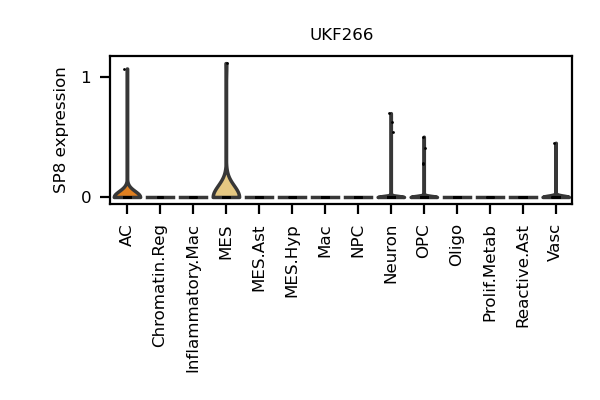 UKF266
SP8 expression
1
0
AC
Chromatin.Reg
Inflammatory.Mac
MES
MES.Ast
MES.Hyp
Mac
NPC
Neuron
OPC
Oligo
Prolif.Metab
Reactive.Ast
Vasc